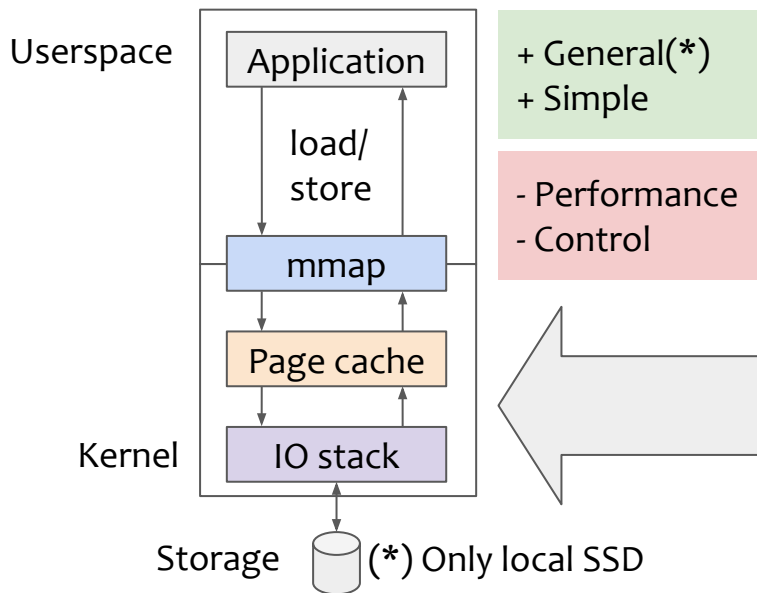 Userspace
Application
+ General(*)
+ Simple
load/
store
- Performance
- Control
mmap
Page cache
Kernel
IO stack
Storage
(*) Only local SSD